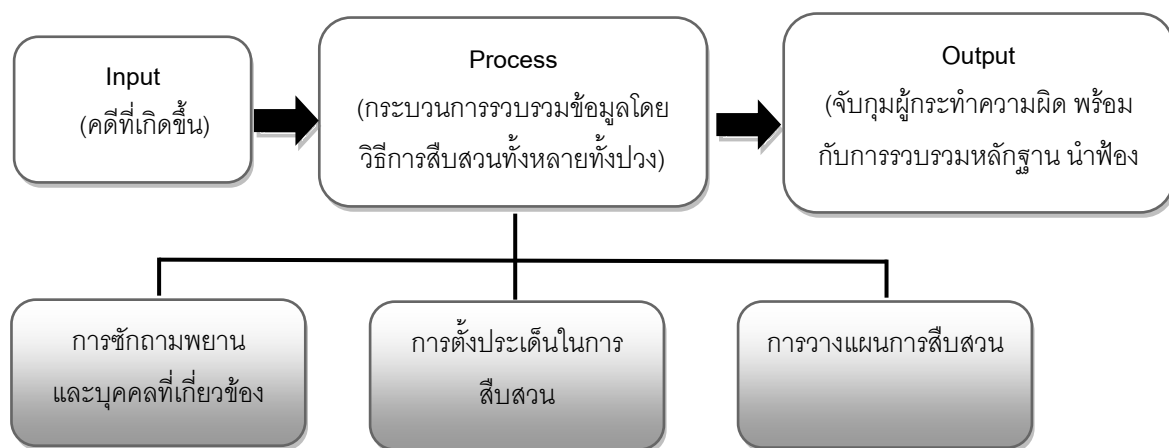 Input
(คดีที่เกิดขึ้น)
Process
(กระบวนการรวบรวมข้อมูลโดย
วิธีการสืบสวนทั้งหลายทั้งปวง)
Output
(จับกุมผู้กระทำความผิด พร้อม
กับการรวบรวมหลักฐาน นำฟ้อง
การซักถามพยาน
และบุคคลที่เกี่ยวข้อง
การตั้งประเด็นในการ
สืบสวน
การวางแผนการสืบสวน